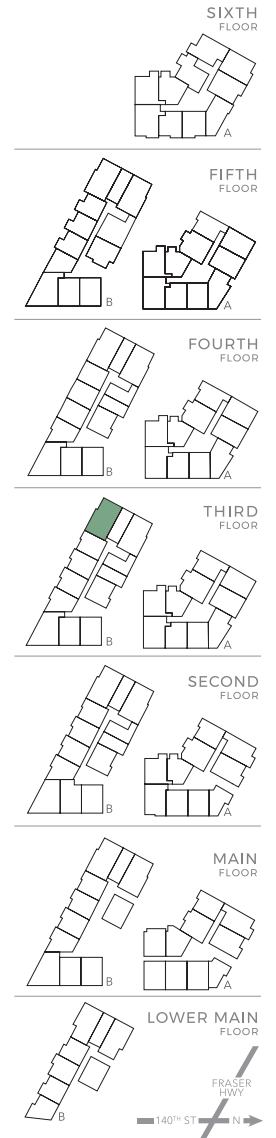 SIXTH
FLOOR
A
FIFTH
FLOOR
B
A
FOURTH
FLOOR
B
A
THIRD
FLOOR
B
A
SECOND
FLOOR
B
A
MAIN
FLOOR
B
A
LOWER MAIN
FLOOR
B
FRASER
HWY
140TH ST
N